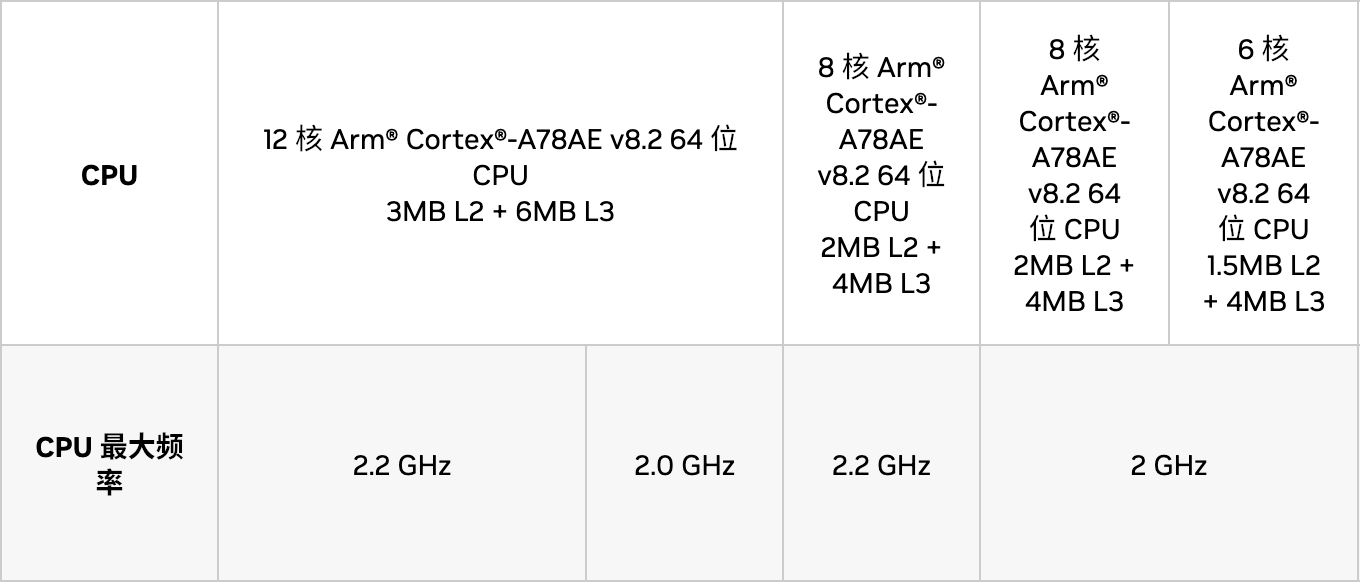 CPU
12 核 Arm® Cortex®-A78AE v8.2 64 位
CPU
3MB L2 + 6MB L3
8 核 Arm®
Cortex®-
A78AE
v8.2 64 位
CPU
2MB L2 +
4MB L3
8 核
Arm®
Cortex®-
A78AE
v8.2 64
位 CPU
2MB L2 +
4MB L3
6 核
Arm®
Cortex®-
A78AE
v8.2 64
位 CPU
1.5MB L2
+ 4MB L3
CPU 最大频
率
2.2 GHz
2.0 GHz
2.2 GHz
2 GHz